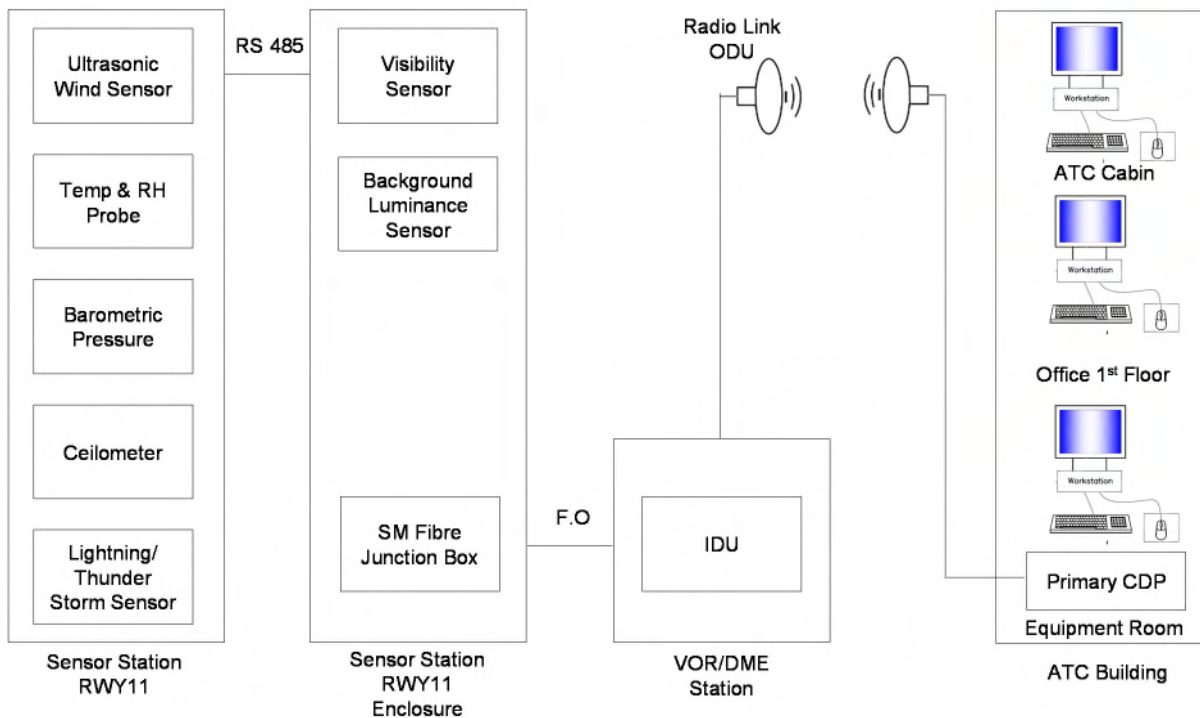 Ultrasonic
Wind Sensor
Temp & RH
Probe
Barometric
Pressure
Ceilometer
Lightning/
Thunder
Storm Sensor
Sensor Station
RWY11
RS 485
Visibility
Sensor
Background
Luminance
Sensor
SM Fibre
Junction Box
Sensor Station
RWY11
Enclosure
F.O
IDU
VOR/DME
Station
Radio Link
ODU
Workstation
ATC Cabin
Workstation
Office 1st Floor
Workstation
Primary CDP
Equipment Room
ATC Building